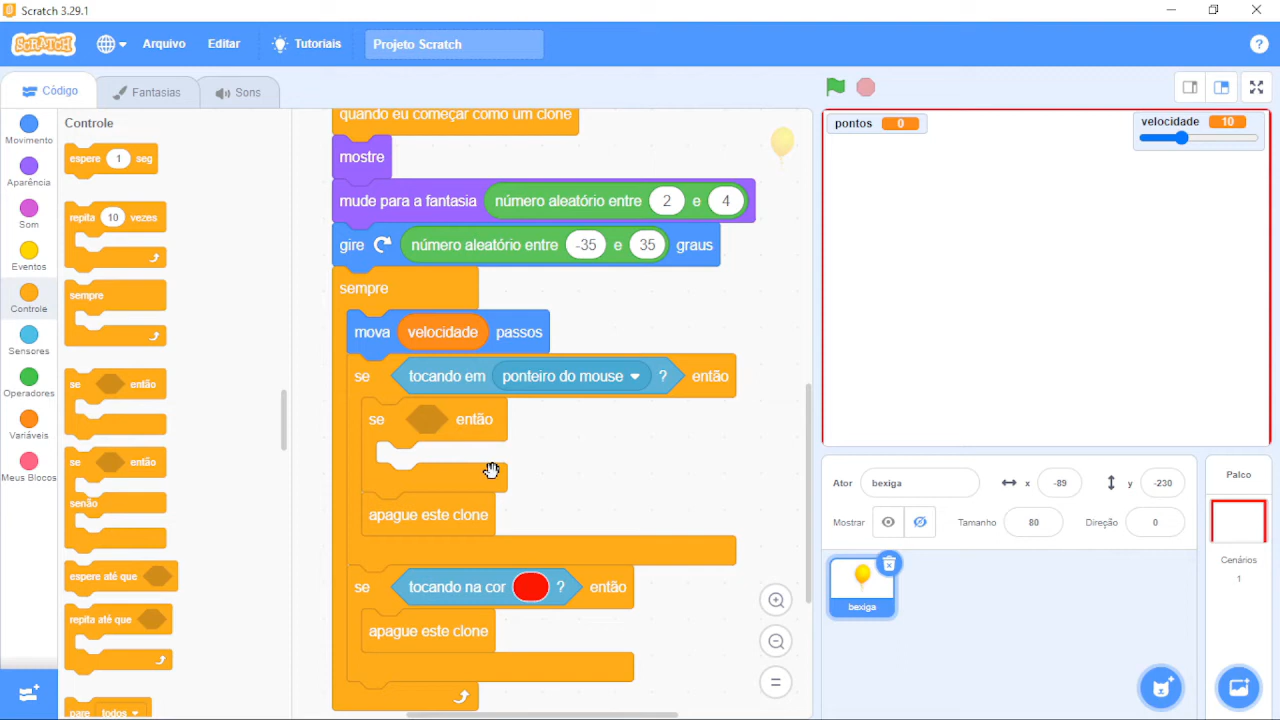 Scratch 3.29.1
SCRATCH
Arquivo
Editar
Tutoriais
Projeto Scratch
?
Código
Fantasias
Sons
Movimento
Aparência
Som
Eventos
Controle
Sensores
Operadores
Variáveis
Meus Blocos
Controle
espere 1 seg
repita 10 vezes
sempre
se então
se então
senão
espere até que
repita até que
pare todos
quando eu começar como um clone
mostre
mude para a fantasia número aleatório entre 2 e 4
gire número aleatório entre -35 e 35 graus
sempre
mova velocidade passos
se tocando em ponteiro do mouse ? então
se então
apague este clone
se tocando na cor ? então
apague este clone
pontos 0
velocidade 10
Ator bexiga x -89 y -230
Mostrar Tamanho 80 Direção 0
bexiga
Palco
Cenários
1